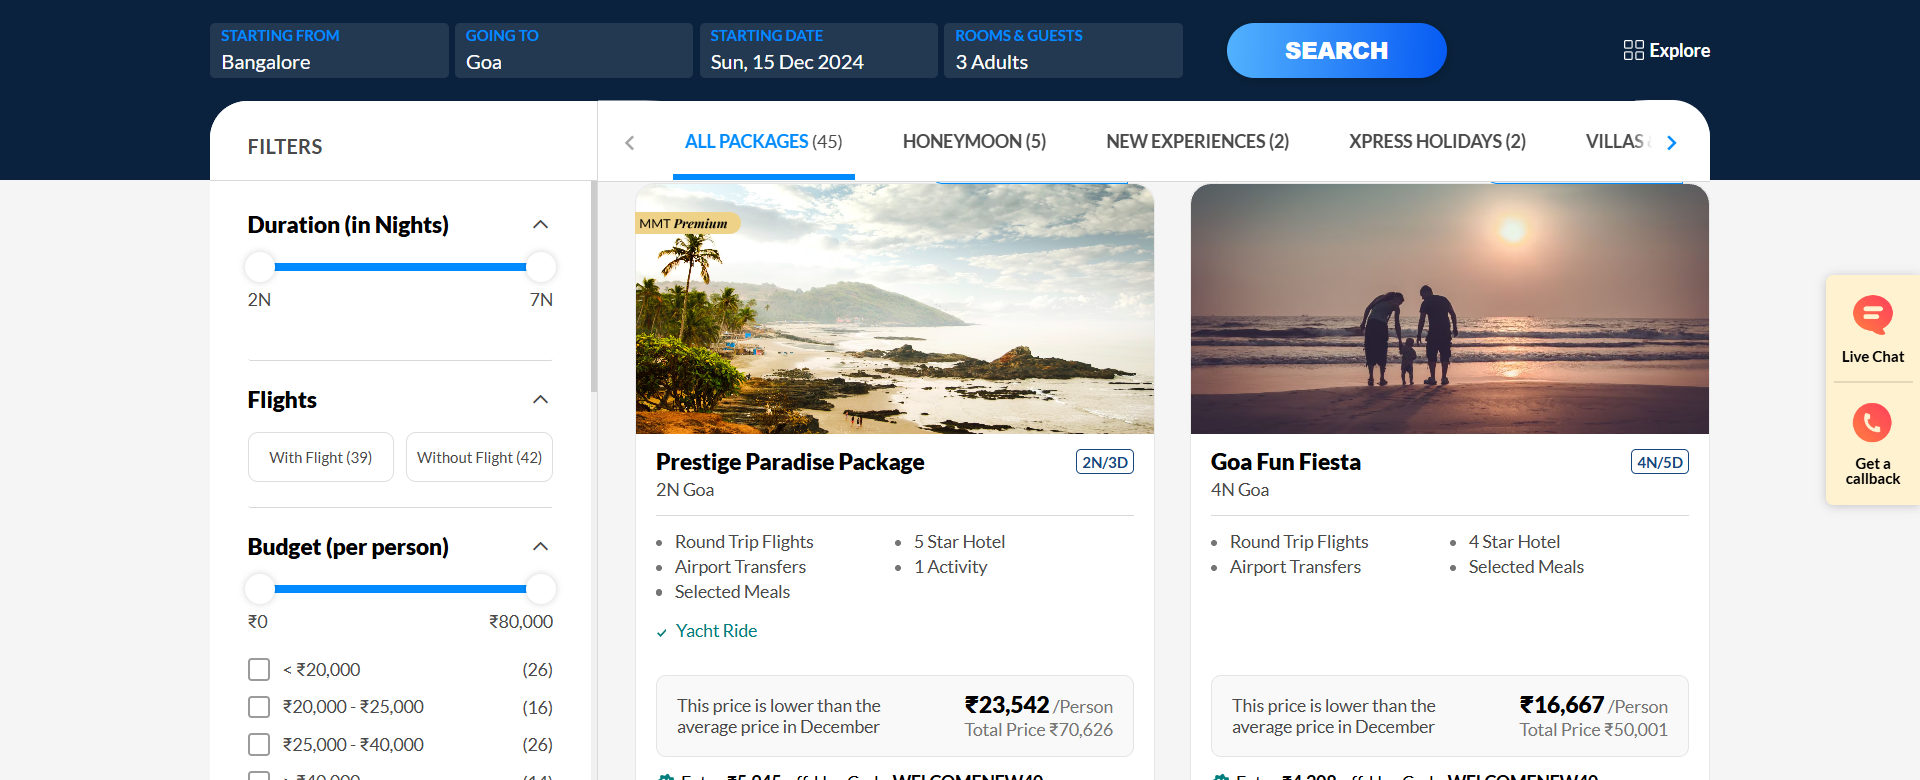 STARTING FROM
Bangalore
GOING TO
Goa
STARTING DATE
Sun, 15 Dec 2024
ROOMS & GUESTS
3 Adults
SEARCH
Explore
FILTERS
ALL PACKAGES (45)
HONEYMOON (5)
NEW EXPERIENCES (2)
XPRESS HOLIDAYS (2)
VILLAS
Duration (in Nights)
2N
7N
Flights
With Flight (39)
Without Flight (42)
Budget (per person)
₹0
₹80,000
< ₹20,000
(26)
₹20,000 - ₹25,000
(16)
₹25,000 - ₹40,000
(26)
MMT Premium
Prestige Paradise Package
2N/3D
2N Goa
Round Trip Flights
Airport Transfers
Selected Meals
5 Star Hotel
1 Activity
Yacht Ride
This price is lower than the
average price in December
₹23,542 /Person
Total Price ₹70,626
Goa Fun Fiesta
4N/5D
4N Goa
Round Trip Flights
Airport Transfers
4 Star Hotel
Selected Meals
This price is lower than the
average price in December
₹16,667 /Person
Total Price ₹50,001
Live Chat
Get a
callback